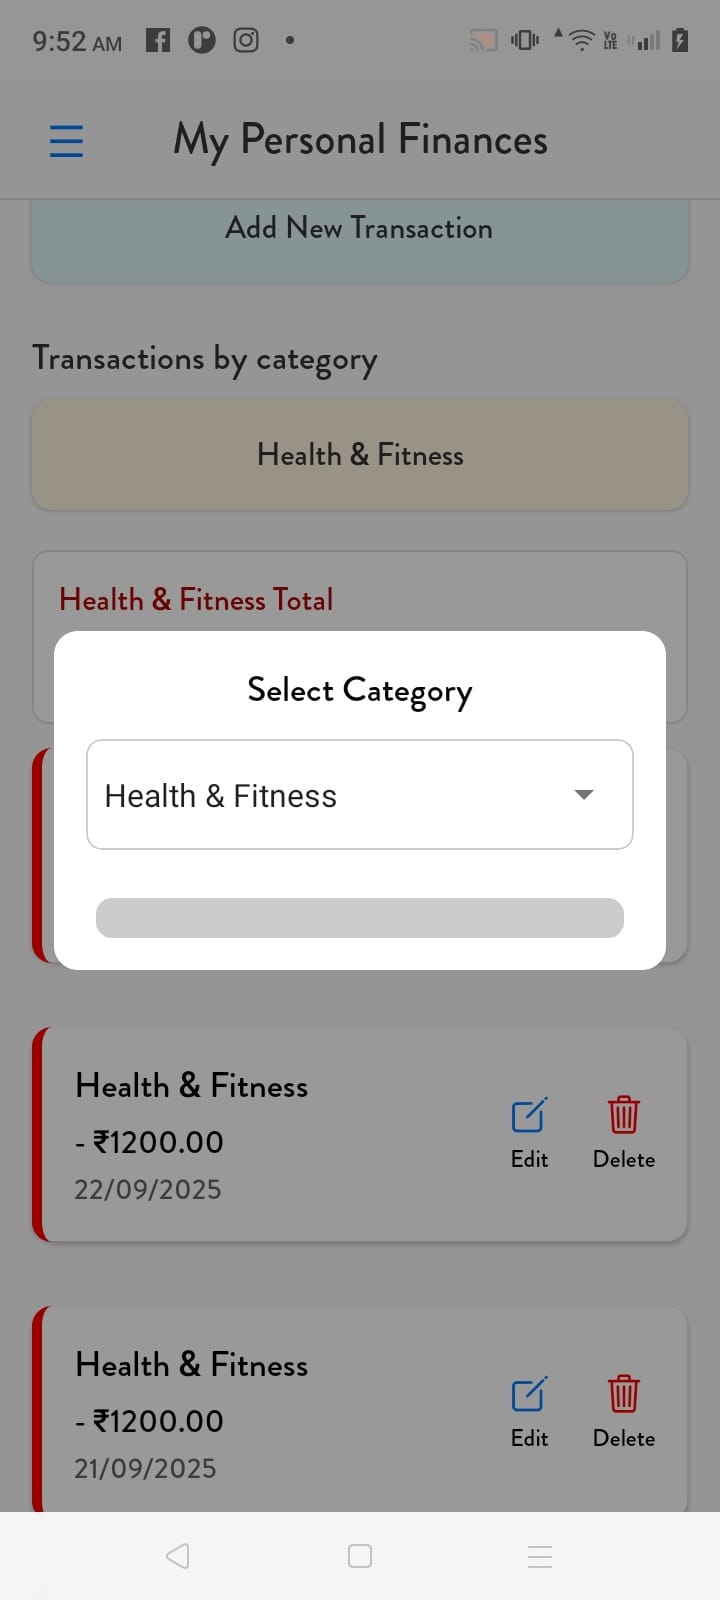 9:52 AM
Vo
LTE
My Personal Finances
Add New Transaction
Transactions by category
Health & Fitness
Health & Fitness Total
Select Category
Health & Fitness
Health & Fitness
- ₹1200.00
22/09/2025
Edit
Delete
Health & Fitness
- ₹1200.00
21/09/2025
Edit
Delete